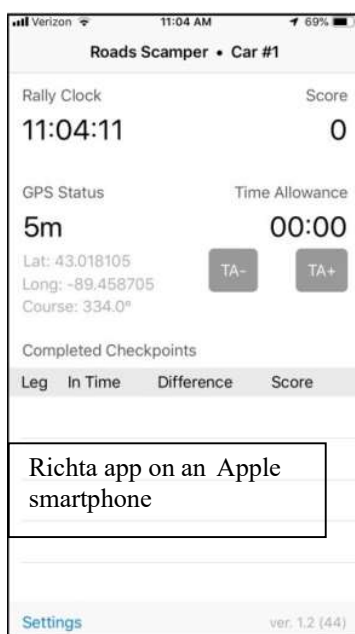 Verizon 11:04 AM 69%
Roads Scamper • Car #1
Rally Clock Score
11:04:11 0
GPS Status Time Allowance
5m 00:00
Lat: 43.018105
Long: -89.458705
Course: 334.0°
TA- TA+
Completed Checkpoints
Leg In Time Difference Score
Richta app on an Apple
smartphone
Settings ver. 1.2 (44)